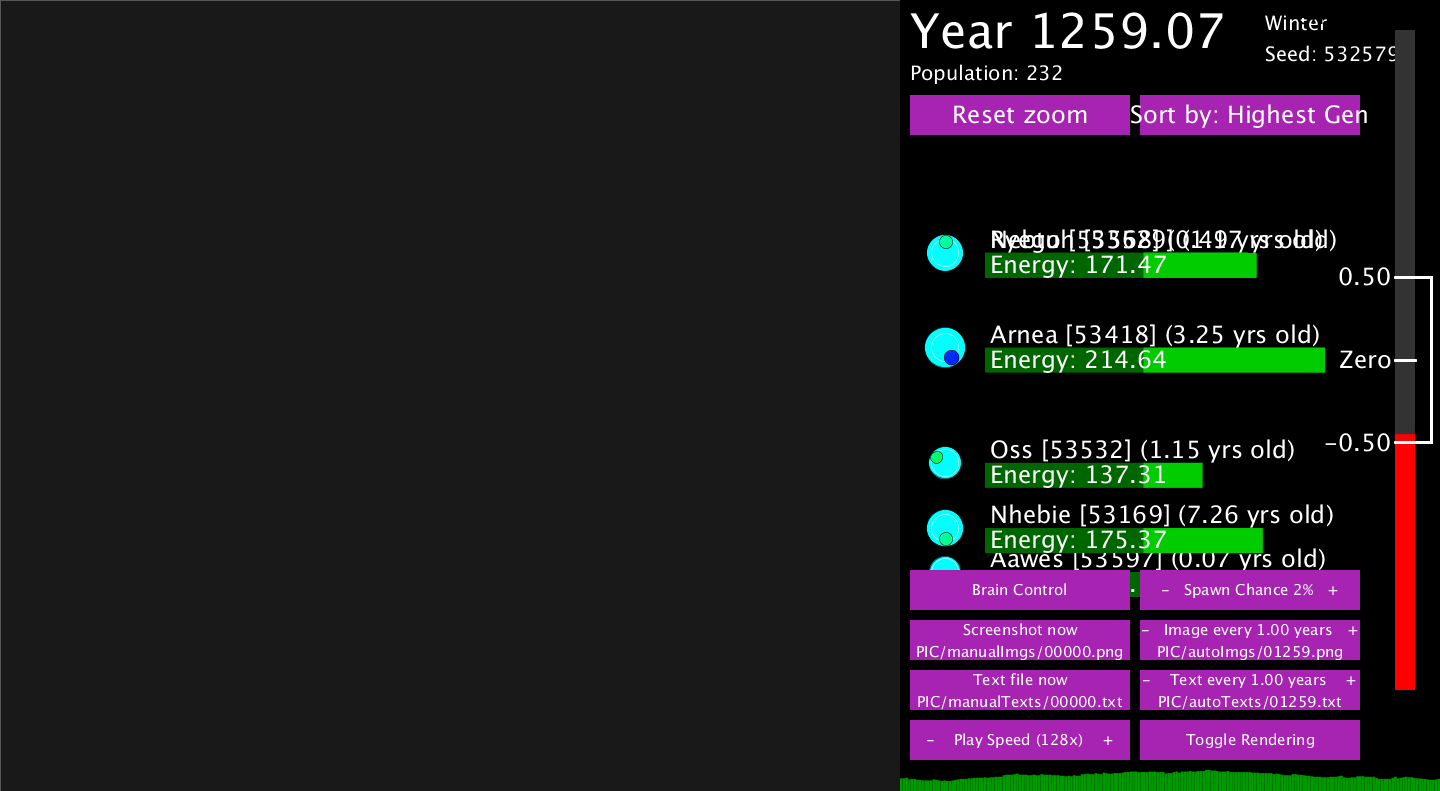 Year 1259.07
Winter
Seed: 532579
Population: 232
Reset zoom
Sort by: Highest Gen
Energy: 171.47
0.50
Arnea [53418] (3.25 yrs old)
Energy: 214.64
Zero
Oss [53532] (1.15 yrs old)
−0.50
Energy: 137.31
Nhebie [53169] (7.26 yrs old)
Energy: 175.37
Aawes [53597] (0.07 yrs old)
Brain Control
- Spawn Chance 2% +
Screenshot now
PIC/manualImgs/00000.png
- Image every 1.00 years +
PIC/autoImgs/01259.png
Text file now
PIC/manualTexts/00000.txt
- Text every 1.00 years +
PIC/autoTexts/01259.txt
- Play Speed (128x) +
Toggle Rendering